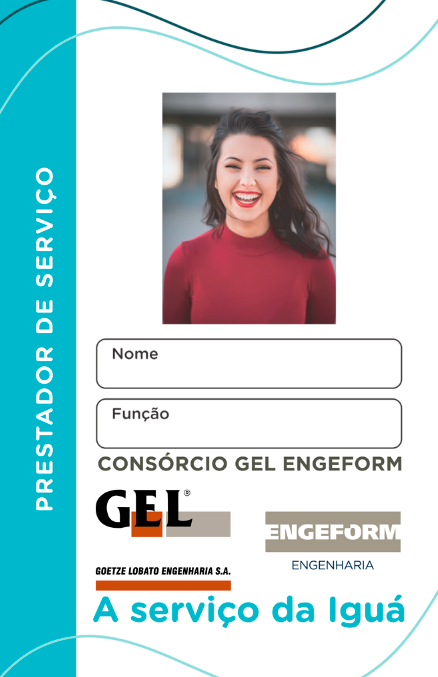 PRESTADOR DE SERVIÇO
Nome
Função
CONSÓRCIO GEL ENGEFORM
GEL®
GOETZE LOBATO ENGENHARIA S.A.
ENGEFORM
ENGENHARIA
A serviço da Iguá